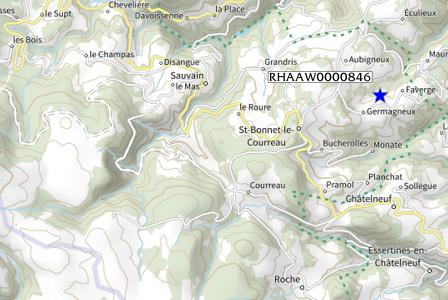 le Supt
Chevelière
la Place
Davoissenne
Éculieux
les Bois
le Champas
Disangue
Grandris
Aubigneux
Sauvain
le Mas
RHAAW0000846
Faverge
le Roure
Germagneux
St-Bonnet-le-
Courreau
Bucherolles
Monate
Courreau
Pramol
Planchat
Sollègue
Châtelneuf
Essertines-en-
Châtelneuf
Roche